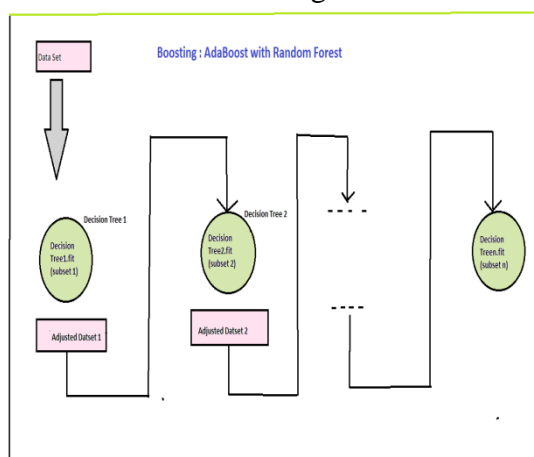 Boosting : AdaBoost with Random Forest
Data Set
Decision Tree 1
Decision
Tree1.fit
(subset 1)
Adjusted Datset 1
Decision Tree 2
Decision
Tree2.fit
(subset 2)
Adjusted Datset 2
Decision
Treen.fit
(subset n)